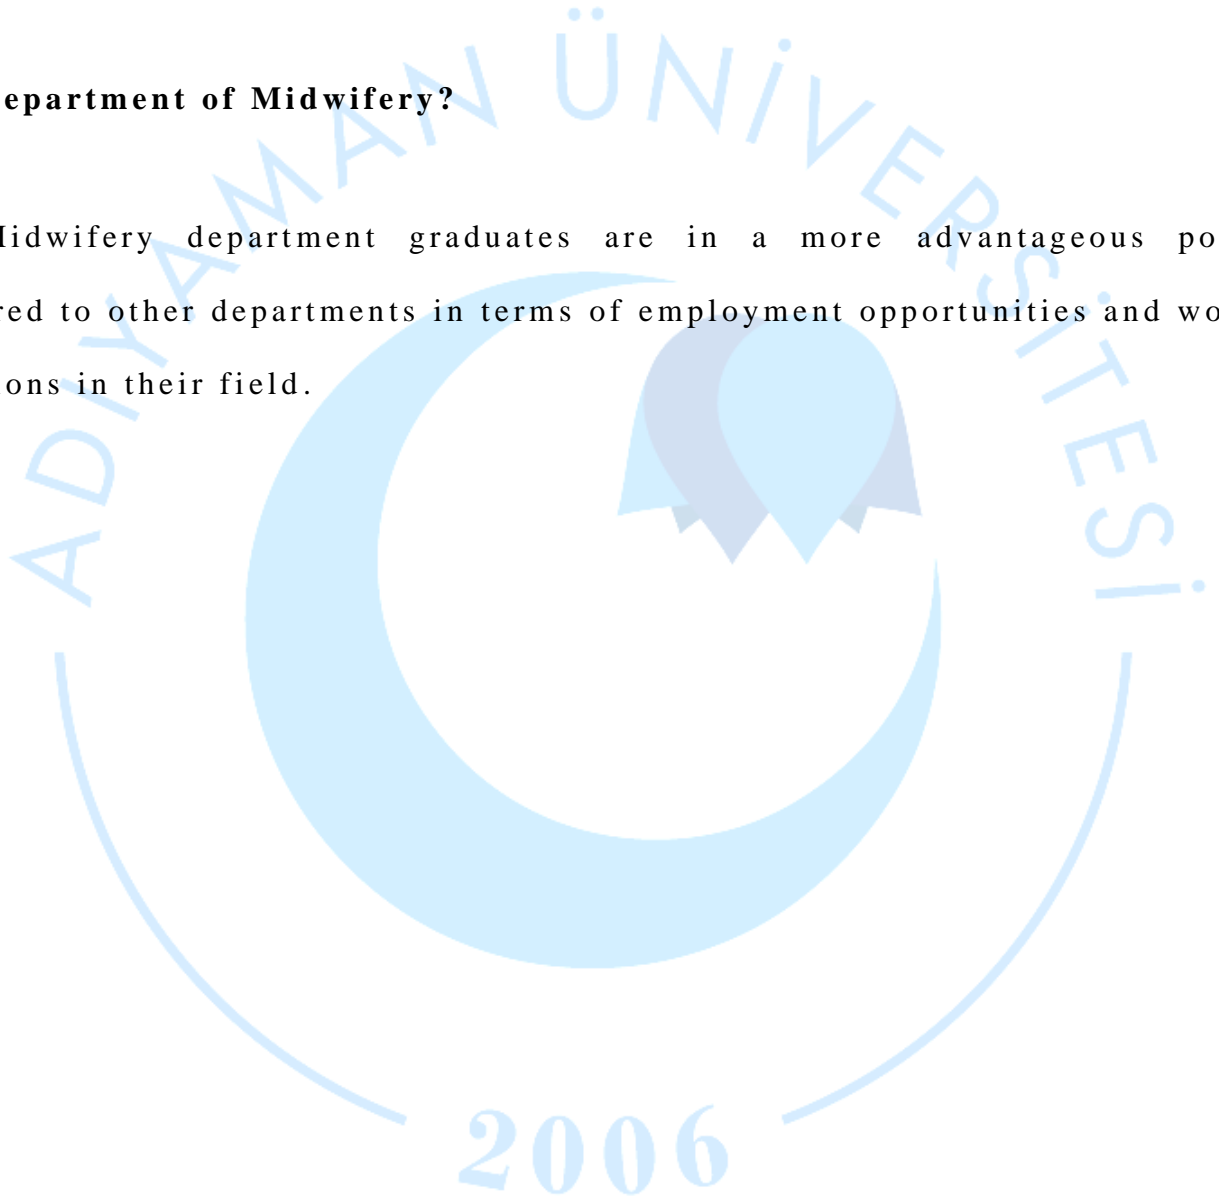 epartment of Midwifery?
Midwifery department graduates are in a more advantageous po
red to other departments in terms of employment opportunities and wo
ons in their field.
ADIYAMAN ÜNİVERSİTESİ
2006